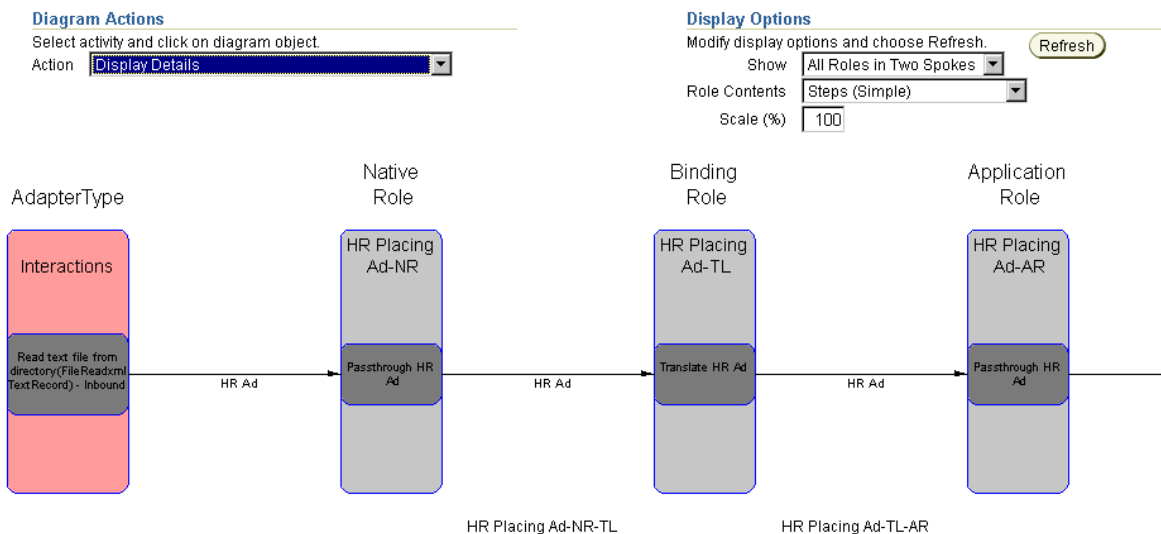 Diagram Actions
Select activity and click on diagram object.
Action Display Details
Display Options
Modify display options and choose Refresh. Refresh
Show All Roles in Two Spokes
Role Contents Steps (Simple)
Scale (%) 100
AdapterType
Native
Role
Binding
Role
Application
Role
Interactions
Read text file from
directory(FileReadxml
TextRecord) - Inbound
HR Ad
HR Placing
Ad-NR
Passthrough HR
Ad
HR Ad
HR Placing
Ad-TL
Translate HR Ad
HR Ad
HR Placing
Ad-AR
Passthrough HR
Ad
HR Placing Ad-NR-TL
HR Placing Ad-TL-AR